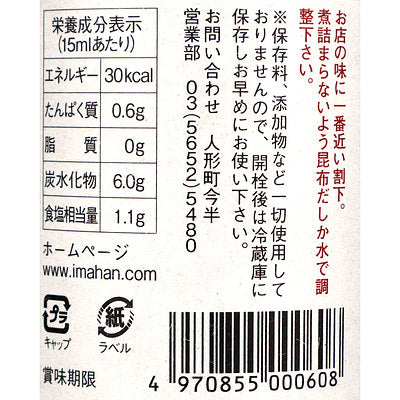 お店の味に一番近い割下。
煮詰まらないよう昆布だしか水で調
整下さい。
※保存料、添加物など一切使用して
おりませんので、開栓後は冷蔵庫に
保存しお早めにお使い下さい。
お問い合わせ 人形町今半
営業部 03(5652)5480
栄養成分表示
(15mlあたり)
エネルギー 30kcal
たんぱく質 0.6g
脂質 0g
炭水化物 6.0g
食塩相当量 1.1g
ホームページ
www.imahan.com
プラ
キャップ
紙
ラベル
賞味期限
4 970855 000608